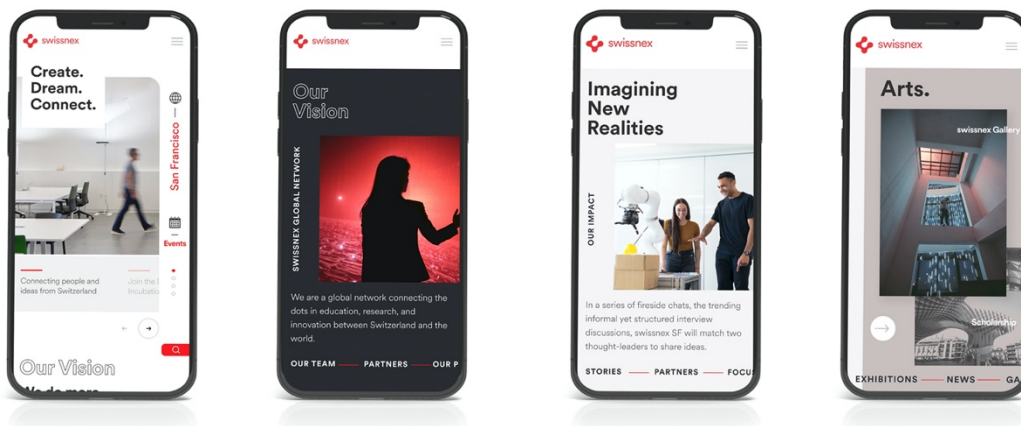 swissnex
Create.
Dream.
Connect.
San Francisco
Events
Connecting people and
ideas from Switzerland
Join the
Incubatio
Our Vision
We do more
swissnex
Our
Vision
SWISSNEX GLOBAL NETWORK
We are a global network connecting the
dots in education, research, and
innovation between Switzerland and the
world.
OUR TEAM PARTNERS OUR P
swissnex
Imagining
New
Realities
OUR IMPACT
In a series of fireside chats, the trending
informal yet structured interview
discussions, swissnex SF will match two
thought-leaders to share ideas.
STORIES PARTNERS FOCU
swissnex
Arts.
swissnex Gallery
Scholarship
EXHIBITIONS NEWS GA